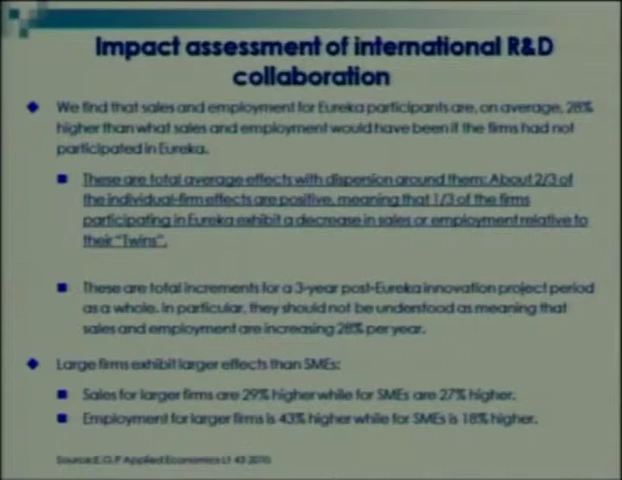 Impact assessment of international R&D
collaboration
We find that sales and employment for Eureka participants are, on average, 28%
higher than what sales and employment would have been if the firms had not
participated in Eureka.
These are total average effects with dispersion around them: About 2/3 of
the individual-firm effects are positive, meaning that 1/3 of the firms
participating in Eureka exhibit a decrease in sales or employment relative to
their "Twins".
These are total increments for a 3-year post-Eureka innovation project period
as a whole. In particular, they should not be understood as meaning that
sales and employment are increasing 28% per year.
Large firms exhibit larger effects than SMEs:
Sales for larger firms are 29% higher while for SMEs are 27% higher.
Employment for larger firms is 43% higher while for SMEs is 18% higher.
Applied Economics